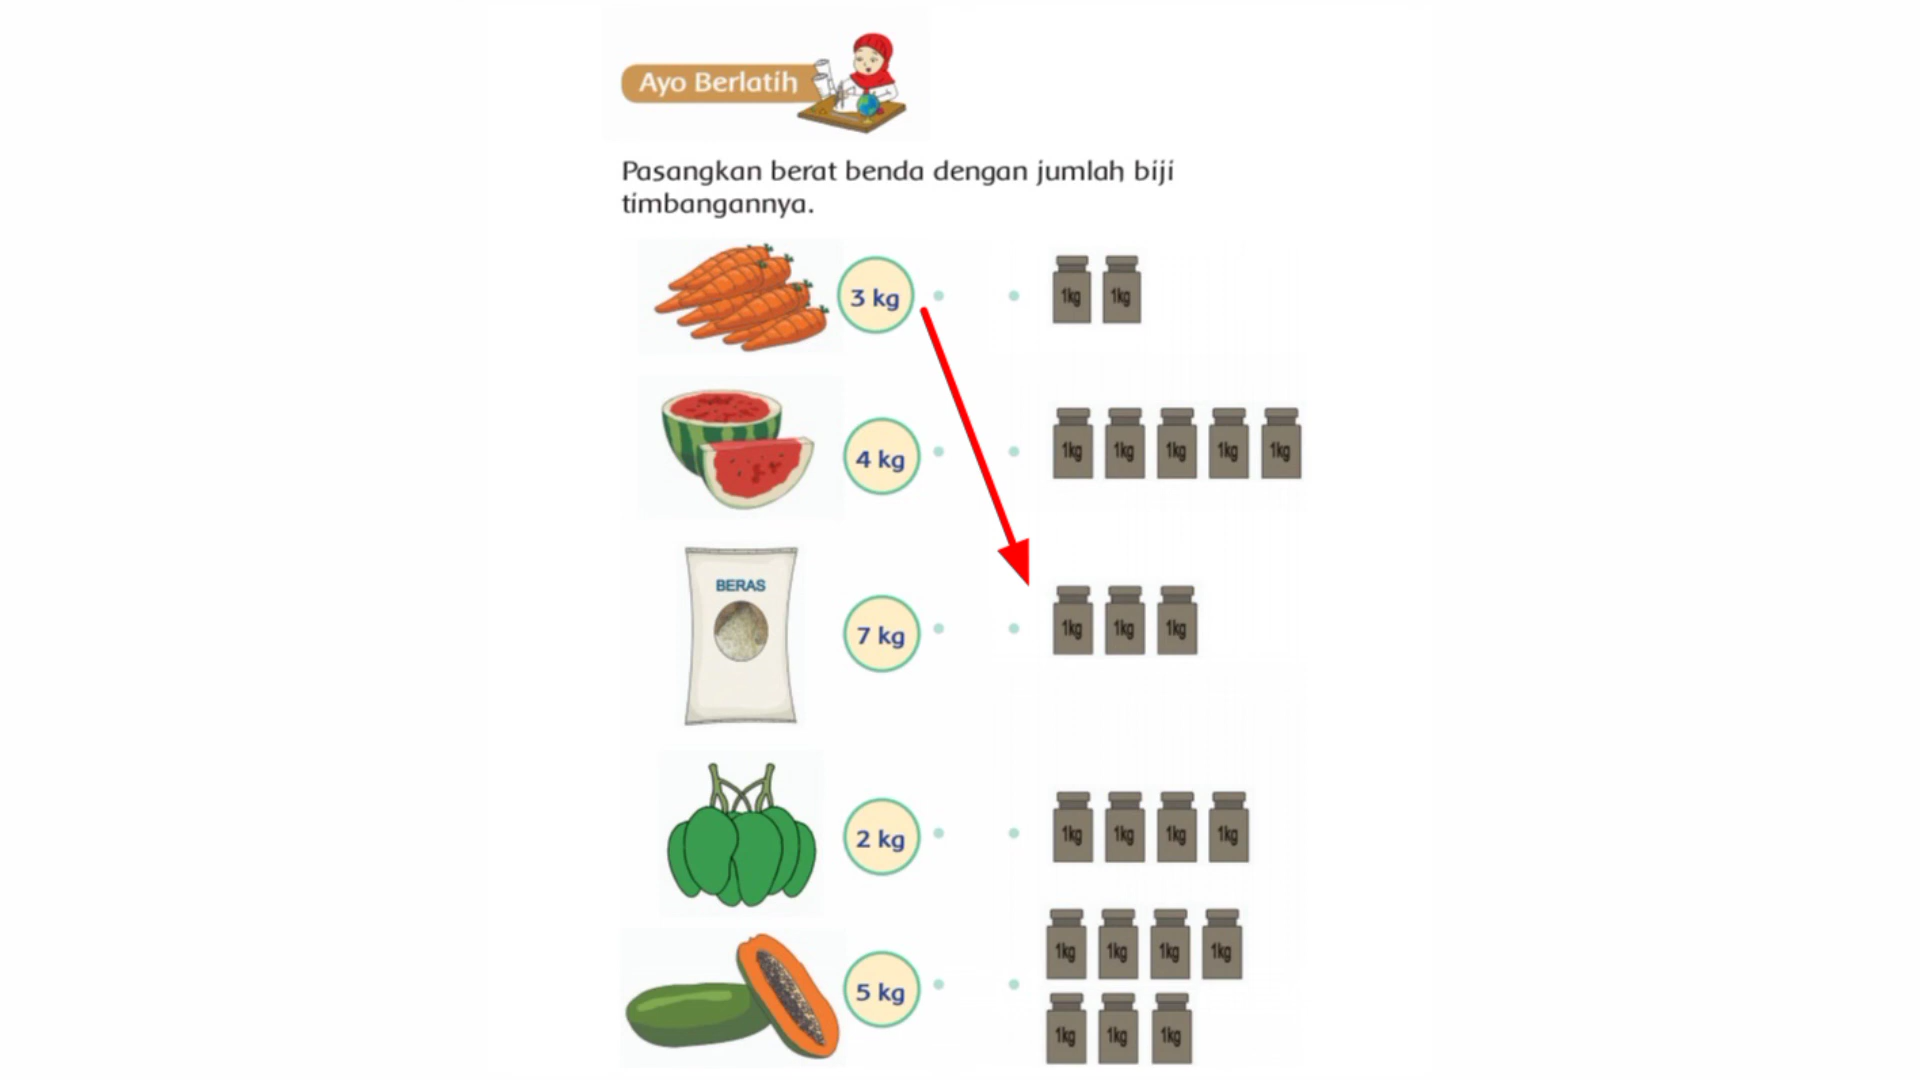 Ayo Berlatih
Pasangkan berat benda dengan jumlah biji
timbangannya.
3 kg
1kg 1kg
4 kg
1kg 1kg 1kg 1kg 1kg
BERAS
7 kg
1kg 1kg 1kg
2 kg
1kg 1kg 1kg 1kg
5 kg
1kg 1kg 1kg 1kg
1kg 1kg 1kg